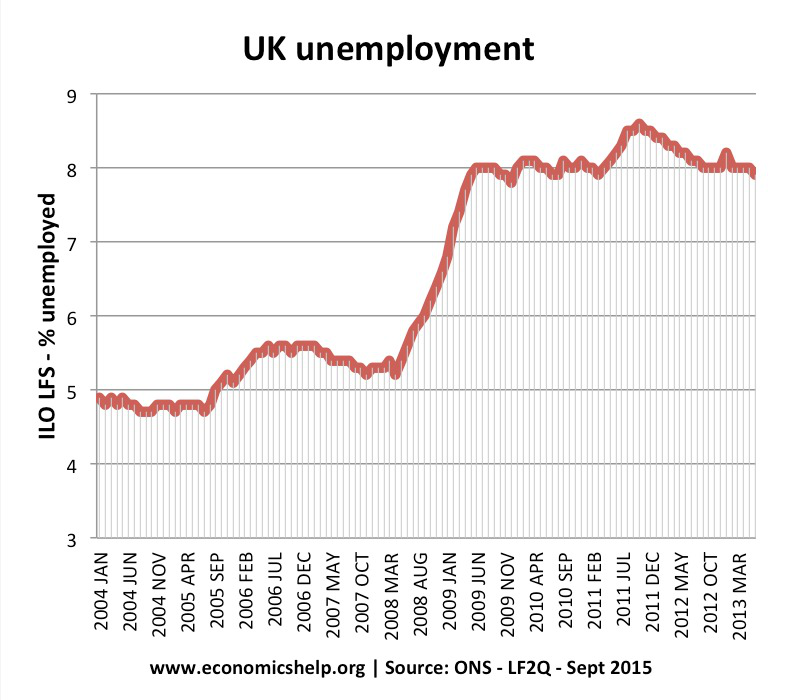 UK unemployment
9
8
7
6
5
4
3
ILO LFS - % unemployed
2004 JAN
2004 JUN
2004 NOV
2005 APR
2005 SEP
2006 FEB
2006 JUL
2006 DEC
2007 MAY
2007 OCT
2008 MAR
2008 AUG
2009 JAN
2009 JUN
2009 NOV
2010 APR
2010 SEP
2011 FEB
2011 JUL
2011 DEC
2012 MAY
2012 OCT
2013 MAR
www.economicshelp.org | Source: ONS - LF2Q - Sept 2015